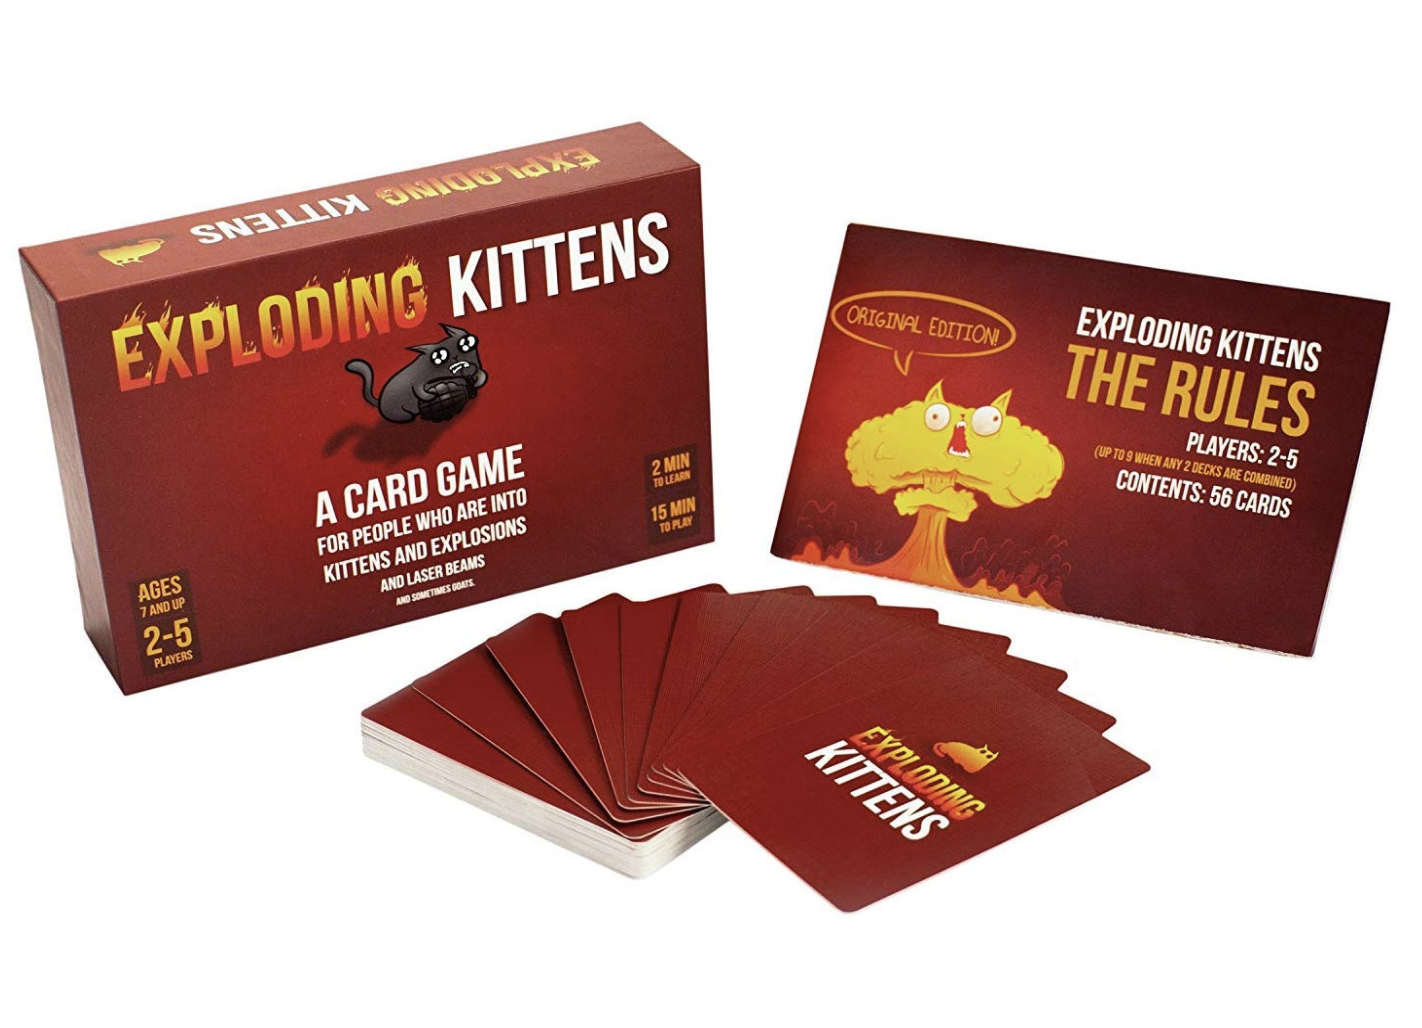 EXPLODING KITTENS
EXPLODING KITTENS
A CARD GAME
FOR PEOPLE WHO ARE INTO
KITTENS AND EXPLOSIONS
AND LASER BEAMS
AND SOMETIMES GOATS.
2 MIN
TO LEARN
15 MIN
TO PLAY
AGES
7 AND UP
2-5
PLAYERS
ORIGINAL EDITION!
EXPLODING KITTENS
THE RULES
PLAYERS: 2-5
(UP TO 9 WHEN ANY 2 DECKS ARE COMBINED)
CONTENTS: 56 CARDS
EXPLODING
KITTENS